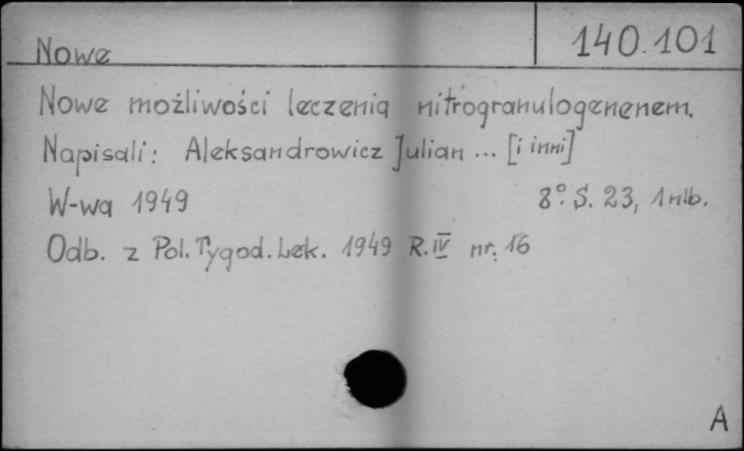 Nowe
140.101
Nowe możliwości leczenia nitrogranulogenenem.
Napisali: Aleksandrowicz Julian ... [i inni]
W-wa 1949 8°. S. 23, 1 nlb.
Odb. z Pol. Tygod. Lek. 1949 R. IV nr. 16
A